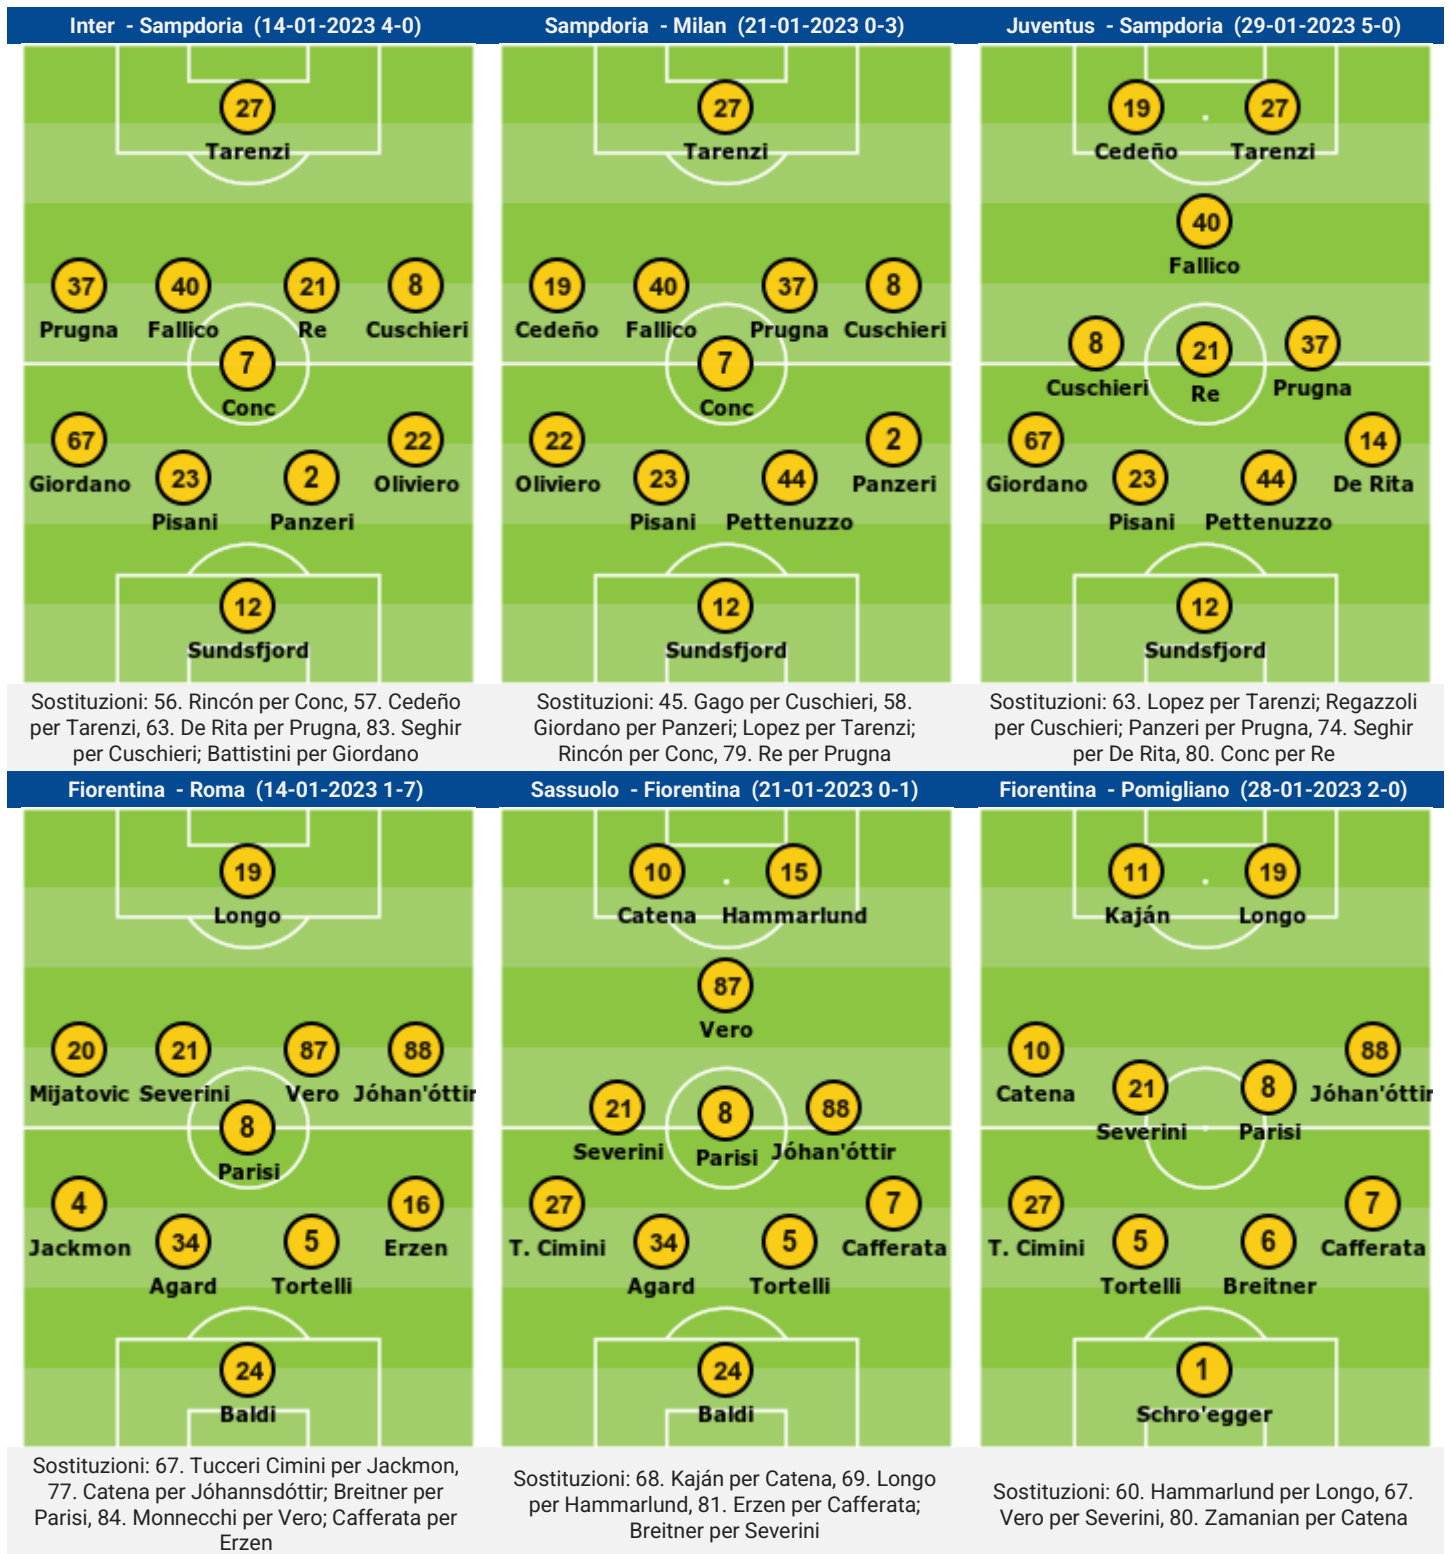 Inter - Sampdoria (14-01-2023 4-0)
27
Tarenzi
37 40 21 8
Prugna Fallico Re Cuschieri
7
Conc
67 22
Giordano Oliviero
23 2
Pisani Panzeri
12
Sundsfjord
Sostituzioni: 56. Rincón per Conc, 57. Cedeño
per Tarenzi, 63. De Rita per Prugna, 83. Seghir
per Cuschieri; Battistini per Giordano
Sampdoria - Milan (21-01-2023 0-3)
27
Tarenzi
19 40 37 8
Cedeño Fallico Prugna Cuschieri
7
Conc
22 2
Oliviero Panzeri
23 44
Pisani Pettenuzzo
12
Sundsfjord
Sostituzioni: 45. Gago per Cuschieri, 58.
Giordano per Panzeri; Lopez per Tarenzi;
Rincón per Conc, 79. Re per Prugna
Juventus - Sampdoria (29-01-2023 5-0)
19 27
Cedeño Tarenzi
40
Fallico
8 21 37
Cuschieri Re Prugna
67 14
Giordano De Rita
23 44
Pisani Pettenuzzo
12
Sundsfjord
Sostituzioni: 63. Lopez per Tarenzi; Regazzoli
per Cuschieri; Panzeri per Prugna, 74. Seghir
per De Rita, 80. Conc per Re
Fiorentina - Roma (14-01-2023 1-7)
19
Longo
20 21 87 88
Mijatovic Severini Vero Jóhan'óttir
8
Parisi
4 16
Jackmon Erzen
34 5
Agard Tortelli
24
Baldi
Sostituzioni: 67. Tucceri Cimini per Jackmon,
77. Catena per Jóhannsdóttir; Breitner per
Parisi, 84. Monnecchi per Vero; Cafferata per
Erzen
Sassuolo - Fiorentina (21-01-2023 0-1)
10 15
Catena Hammarlund
87
Vero
21 8 88
Severini Parisi Jóhan'óttir
27 7
T. Cimini Cafferata
34 5
Agard Tortelli
24
Baldi
Sostituzioni: 68. Kaján per Catena, 69. Longo
per Hammarlund, 81. Erzen per Cafferata;
Breitner per Severini
Fiorentina - Pomigliano (28-01-2023 2-0)
11 19
Kaján Longo
10 88
Catena Jóhan'óttir
21 8
Severini Parisi
27 7
T. Cimini Cafferata
5 6
Tortelli Breitner
1
Schro'egger
Sostituzioni: 60. Hammarlund per Longo, 67.
Vero per Severini, 80. Zamanian per Catena